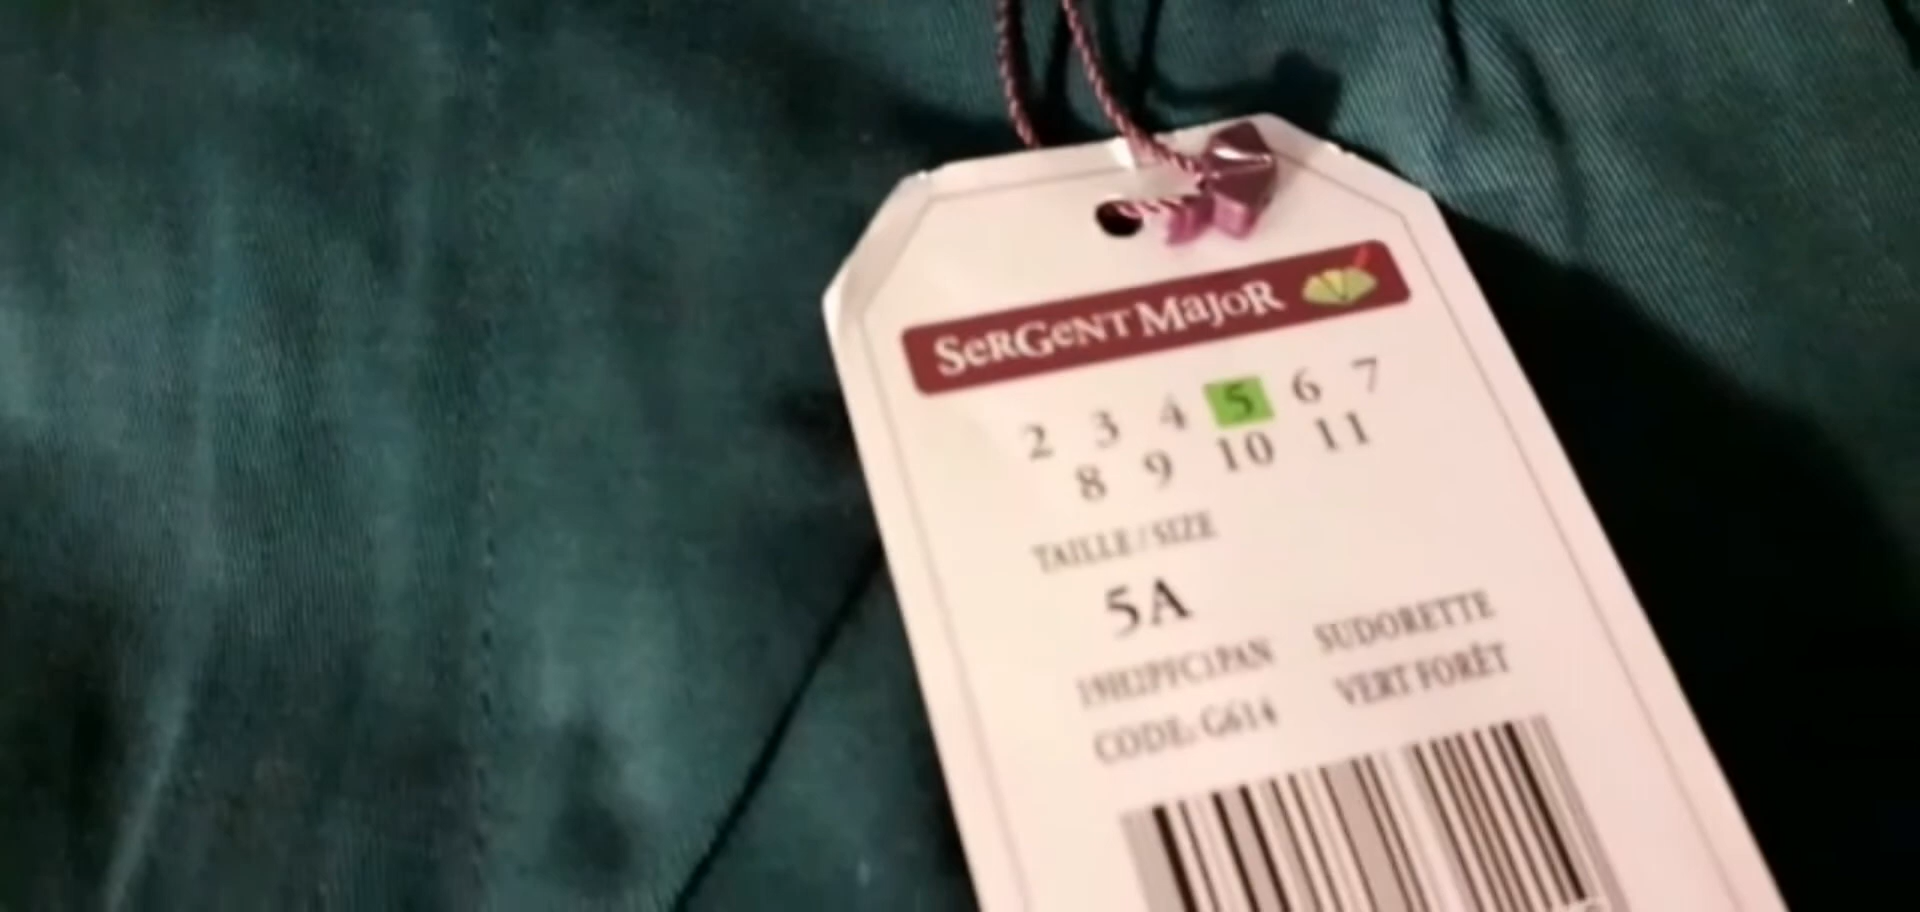 SeRGeNT MaJoR
2 3 4 5 6 7
8 9 10 11
TAILLE / SIZE
5A
19H12PFC1PAN SUDORETTE
CODE: G614 VERT FORÊT